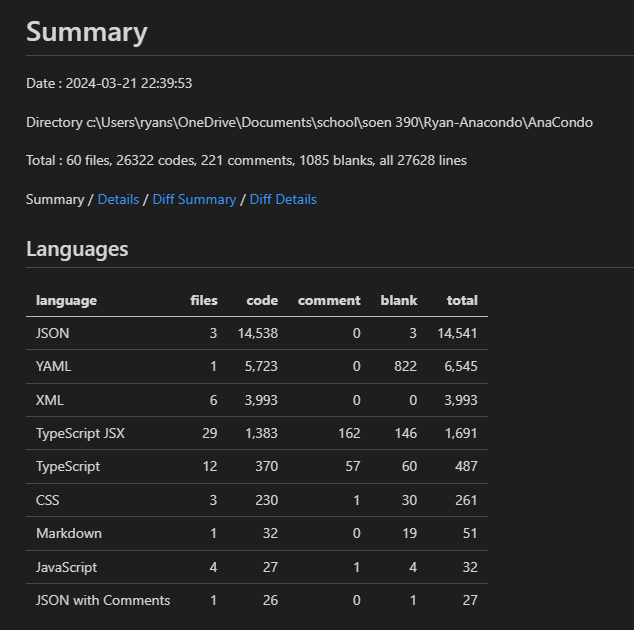 Summary
Date : 2024-03-21 22:39:53
Directory c:\Users\ryans\OneDrive\Documents\school\soen 390\Ryan-Anacondo\AnaCondo
Total : 60 files, 26322 codes, 221 comments, 1085 blanks, all 27628 lines
Summary / Details / Diff Summary / Diff Details
Languages
language files code comment blank total
JSON 3 14,538 0 3 14,541
YAML 1 5,723 0 822 6,545
XML 6 3,993 0 0 3,993
TypeScript JSX 29 1,383 162 146 1,691
TypeScript 12 370 57 60 487
CSS 3 230 1 30 261
Markdown 1 32 0 19 51
JavaScript 4 27 1 4 32
JSON with Comments 1 26 0 1 27